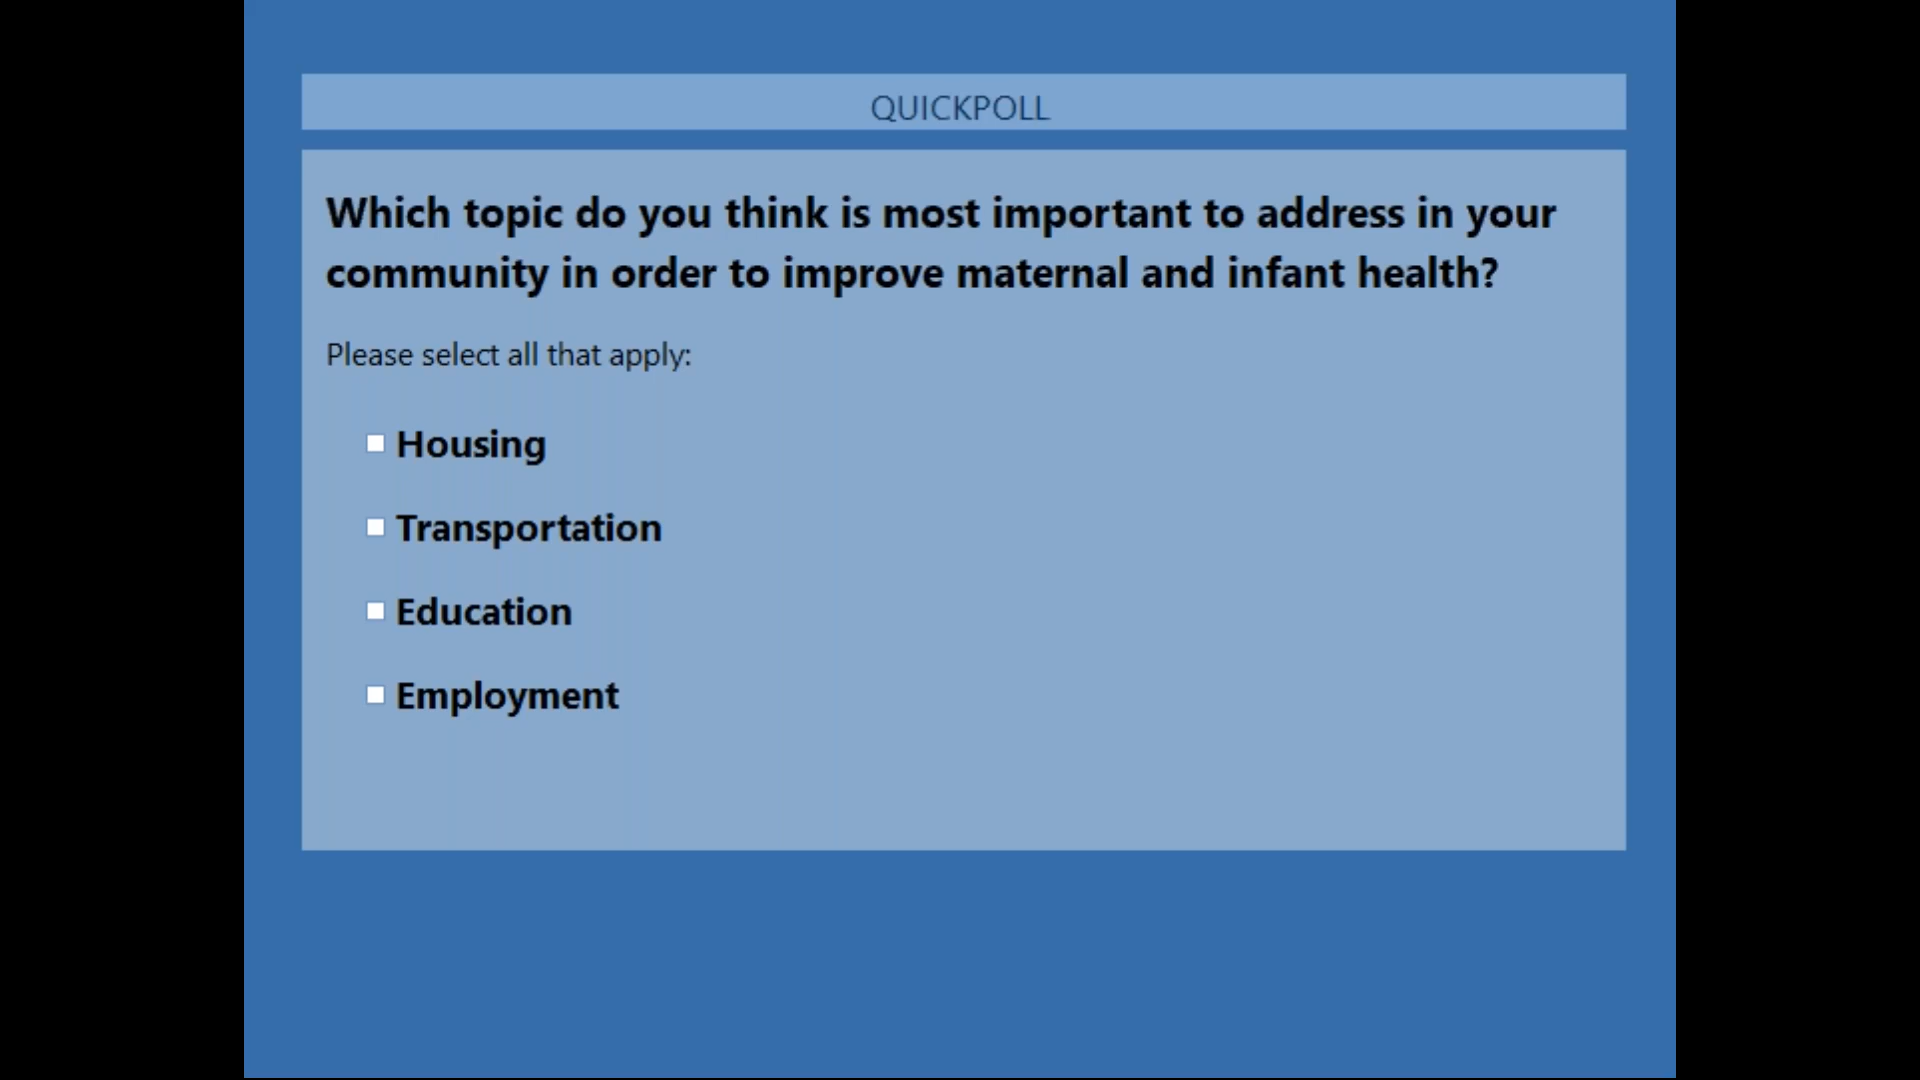 QUICKPOLL
Which topic do you think is most important to address in your
community in order to improve maternal and infant health?
Please select all that apply:
Housing
Transportation
Education
Employment